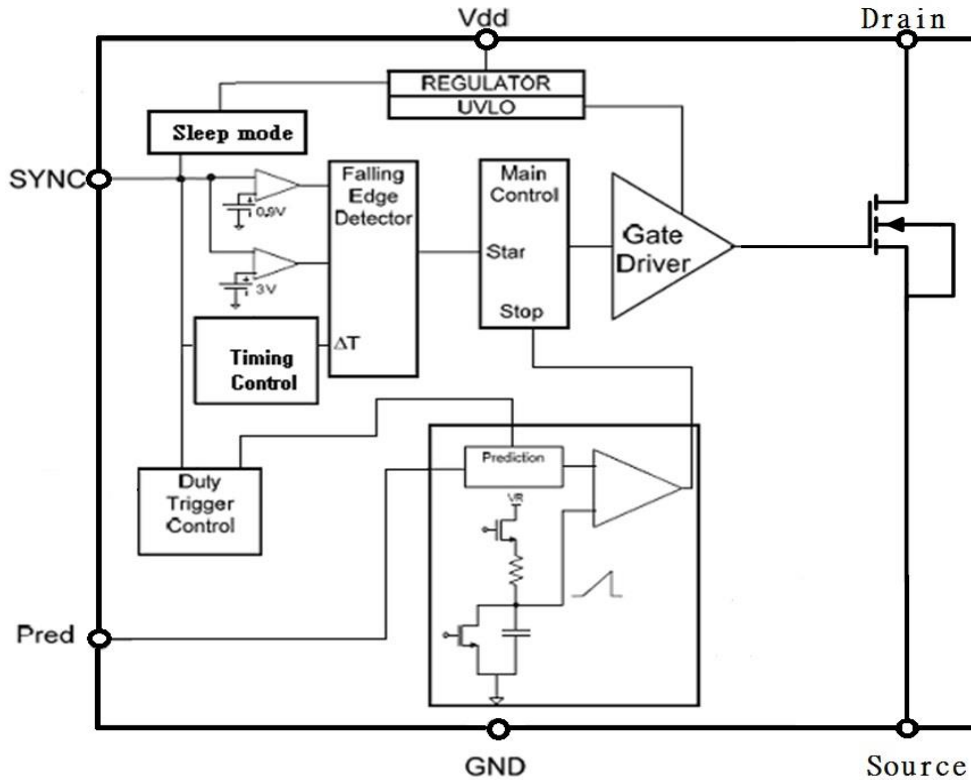 Vdd
Drain
REGULATOR
UVLO
Sleep mode
SYNC
0.9V
3V
Falling
Edge
Detector
ΔT
Main
Control
Star
Stop
Gate
Driver
Timing
Control
Duty
Trigger
Control
Prediction
VR
Pred
GND
Source